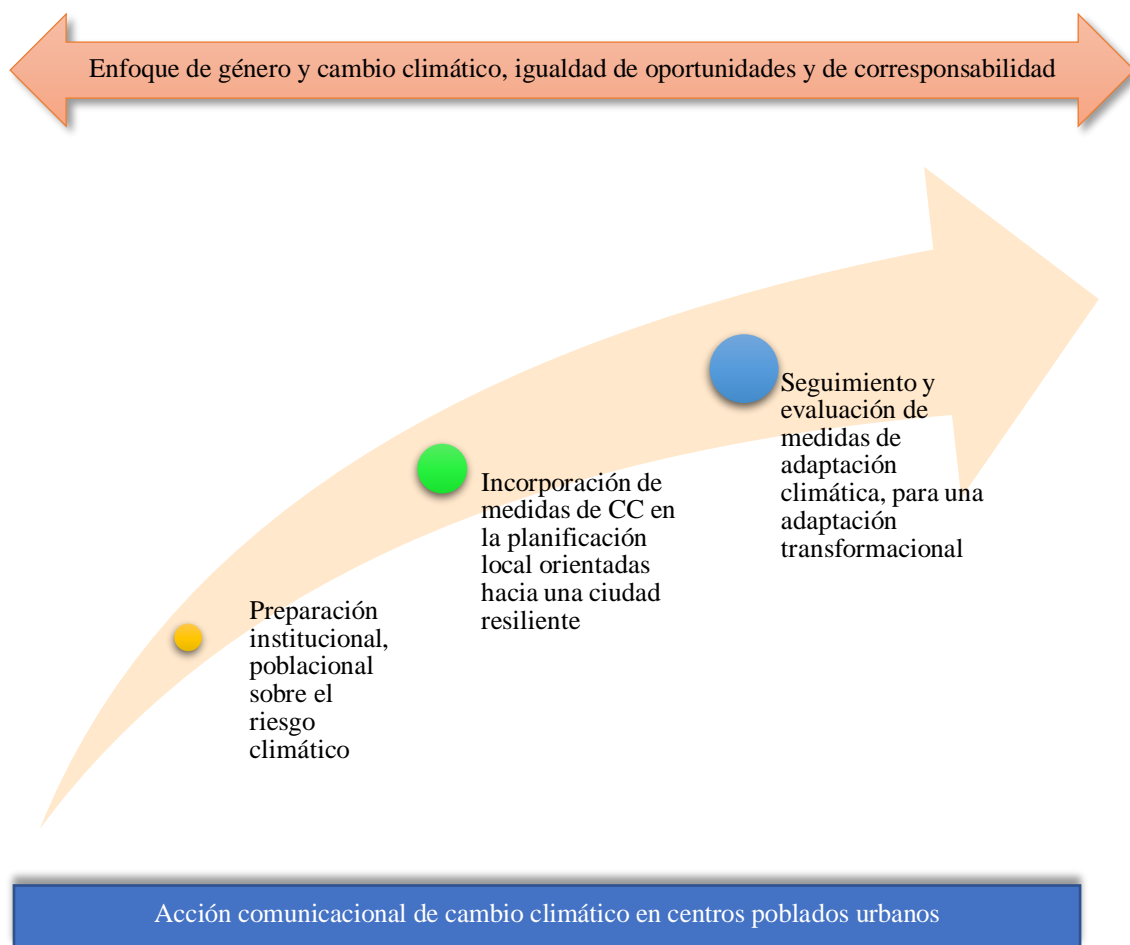 Enfoque de género y cambio climático, igualdad de oportunidades y de corresponsabilidad
Seguimiento y
evaluación de
medidas de
adaptación
climática, para una
adaptación
transformacional
Incorporación de
medidas de CC en
la planificación
local orientadas
hacia una ciudad
resiliente
Preparación
institucional,
poblacional
sobre el
riesgo
climático
Acción comunicacional de cambio climático en centros poblados urbanos